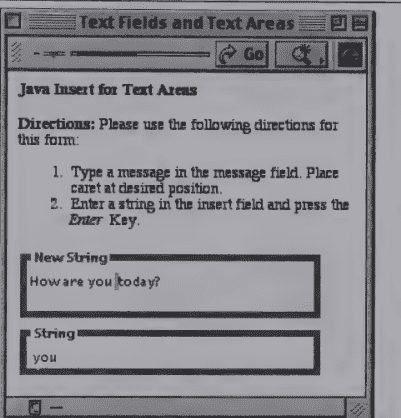 Text Fields and Text Areas
Go
Java Insert for Text Areas
Directions: Please use the following directions for
this form:
1. Type a message in the message field. Place
caret at desired position.
2. Enter a string in the insert field and press the
Enter Key.
New String
How are you today?
String
you